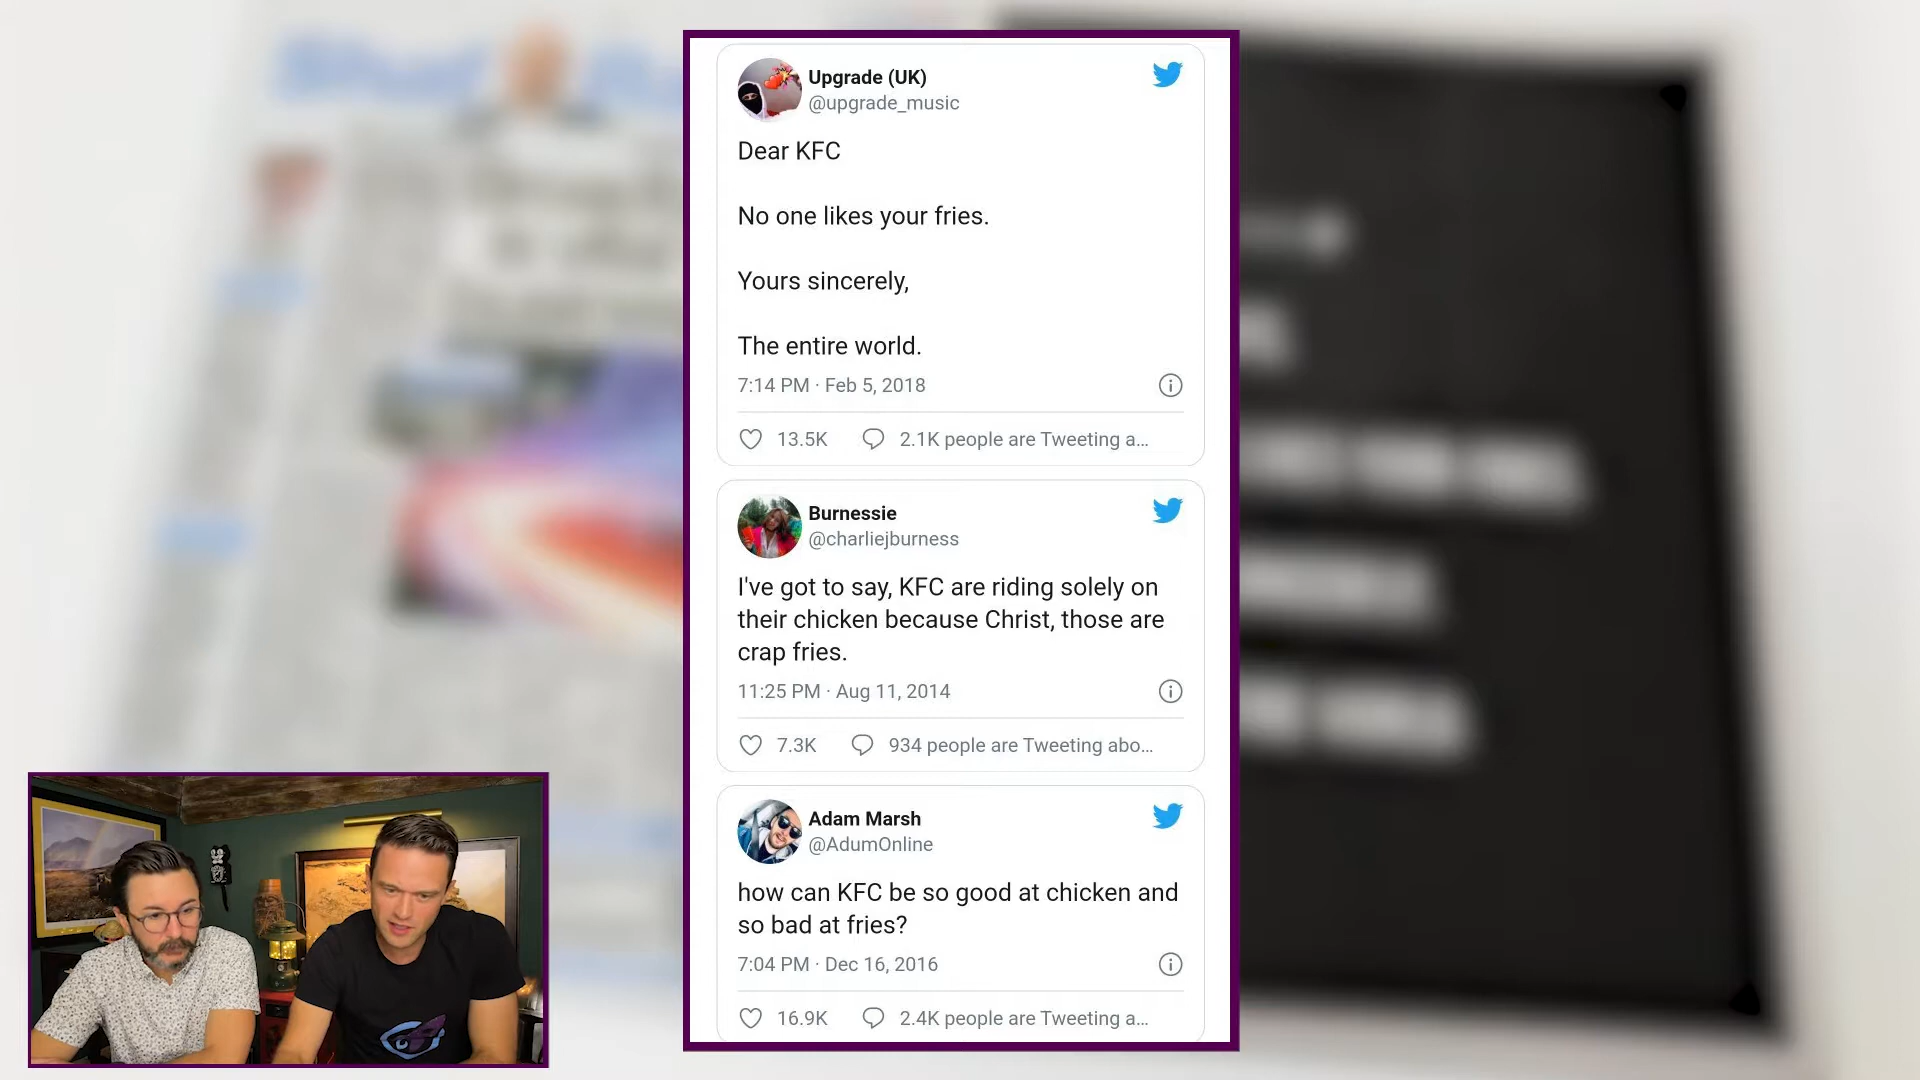 Upgrade (UK)
@upgrade_music
Dear KFC
No one likes your fries.
Yours sincerely,
The entire world.
7:14 PM · Feb 5, 2018
13.5K 2.1K people are Tweeting a...
Burnessie
@charliejburness
I've got to say, KFC are riding solely on
their chicken because Christ, those are
crap fries.
11:25 PM · Aug 11, 2014
7.3K 934 people are Tweeting abo...
Adam Marsh
@AdumOnline
how can KFC be so good at chicken and
so bad at fries?
7:04 PM · Dec 16, 2016
16.9K 2.4K people are Tweeting a...